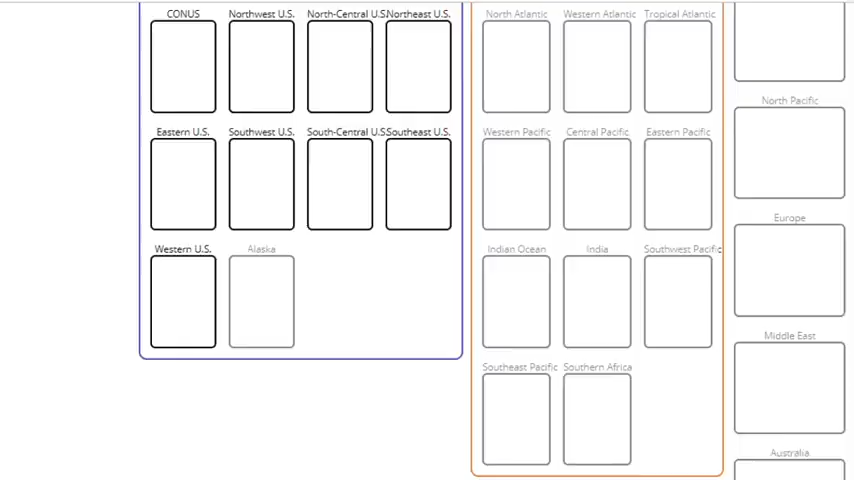 CONUS Northwest U.S. North-Central U.S. Northeast U.S.
Eastern U.S. Southwest U.S. South-Central U.S. Southeast U.S.
Western U.S. Alaska
North Atlantic Western Atlantic Tropical Atlantic
Western Pacific Central Pacific Eastern Pacific
Indian Ocean India Southwest Pacific
Southeast Pacific Southern Africa
North Pacific
Europe
Middle East
Australia